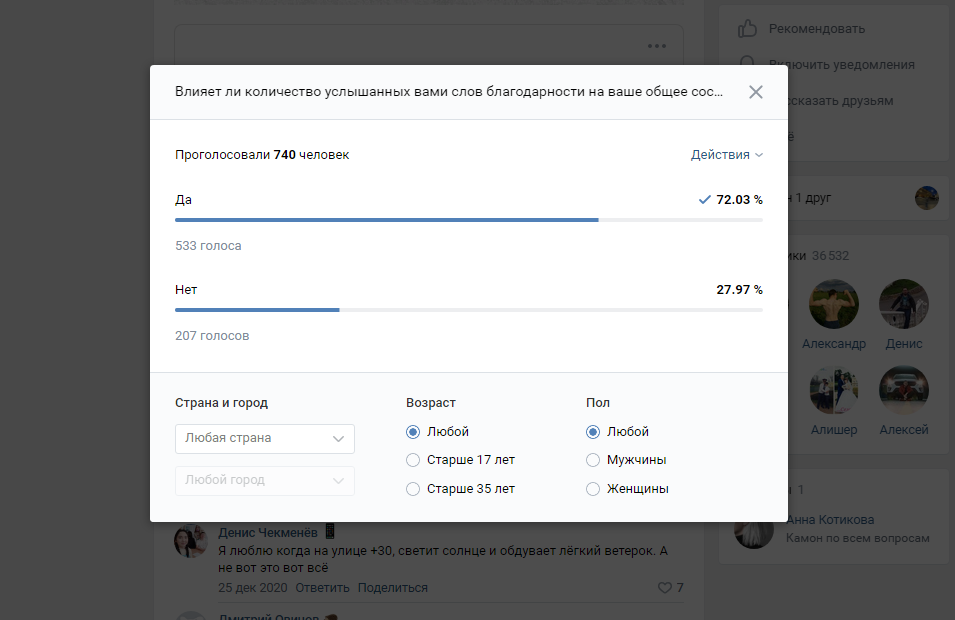 Рекомендовать
Включить уведомления
Влияет ли количество услышанных вами слов благодарности на ваше общее сос...
ссказать друзьям
Проголосовали 740 человек
Действия
Да
72.03 %
н 1 друг
533 голоса
ики 36 532
Нет
27.97 %
207 голосов
Александр Денис
Страна и город
Возраст
Пол
Любая страна
Любой
Любой
Алишер Алексей
Старше 17 лет
Мужчины
Любой город
Старше 35 лет
Женщины
1
Анна Котикова
Камон по всем вопросам
Денис Чекменёв
Я люблю когда на улице +30, светит солнце и обдувает лёгкий ветерок. А
не вот это вот всё
25 дек 2020 Ответить Поделиться
7